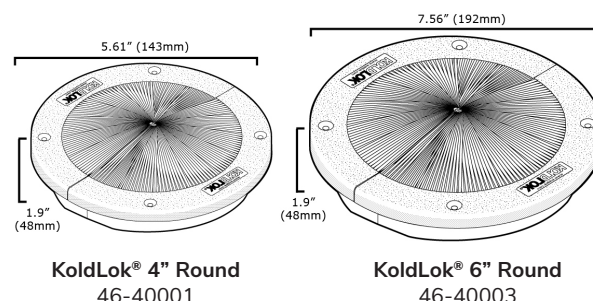 5.61” (143mm)
7.56” (192mm)
1.9”
(48mm)
1.9”
(48mm)
KoldLok® 4” Round
46-40001
KoldLok® 6” Round
46-40003